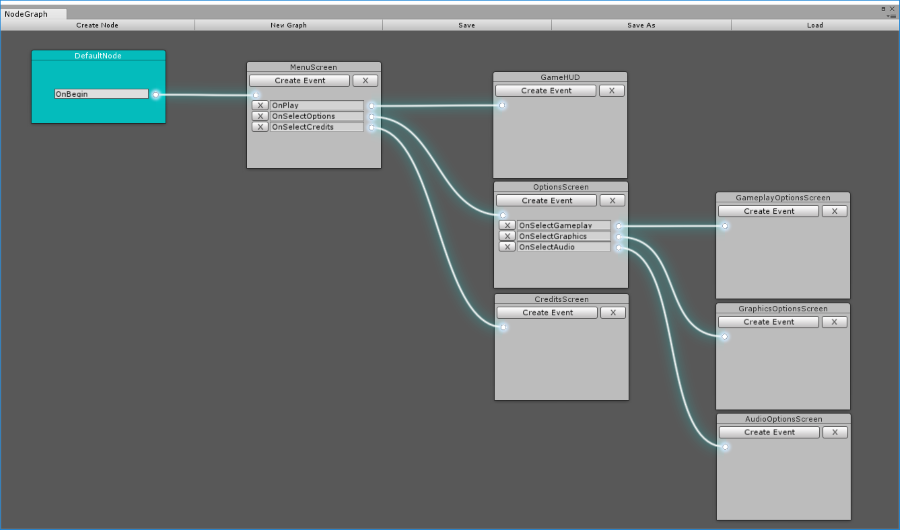 NodeGraph
Create Node New Graph Save Save As Load
DefaultNode
OnBegin
MenuScreen
Create Event X
X OnPlay
X OnSelectOptions
X OnSelectCredits
GameHUD
Create Event X
OptionsScreen
Create Event X
X OnSelectGameplay
X OnSelectGraphics
X OnSelectAudio
CreditsScreen
Create Event X
GameplayOptionsScreen
Create Event X
GraphicsOptionsScreen
Create Event X
AudioOptionsScreen
Create Event X